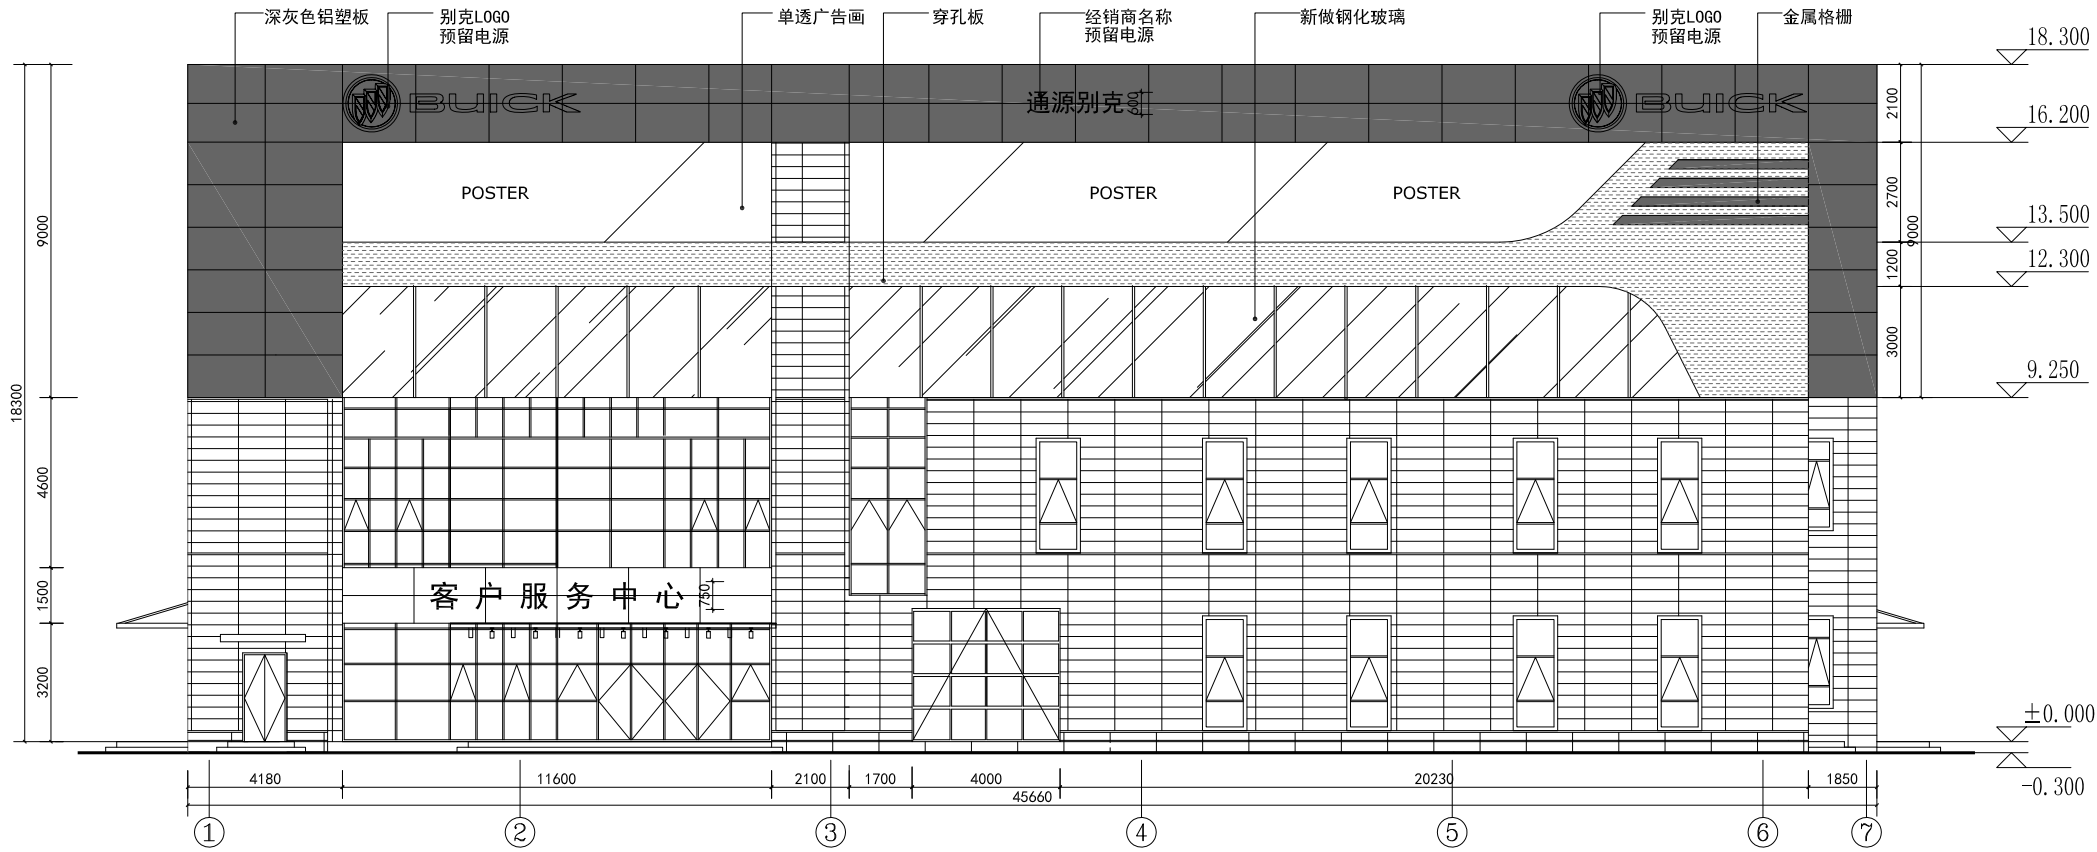 深灰色铝塑板
别克LOGO
预留电源
单透广告画
穿孔板
经销商名称
预留电源
新做钢化玻璃
别克LOGO
预留电源
金属格栅
18.300
BUICK
通源别克
600
BUICK
2100
16.200
POSTER
POSTER
POSTER
2700
9000
9000
13.500
1200
12.300
3000
9.250
18300
4600
1500
客户服务中心
750
3200
±0.000
-0.300
4180
11600
2100
1700
4000
20230
1850
45660
1
2
3
4
5
6
7